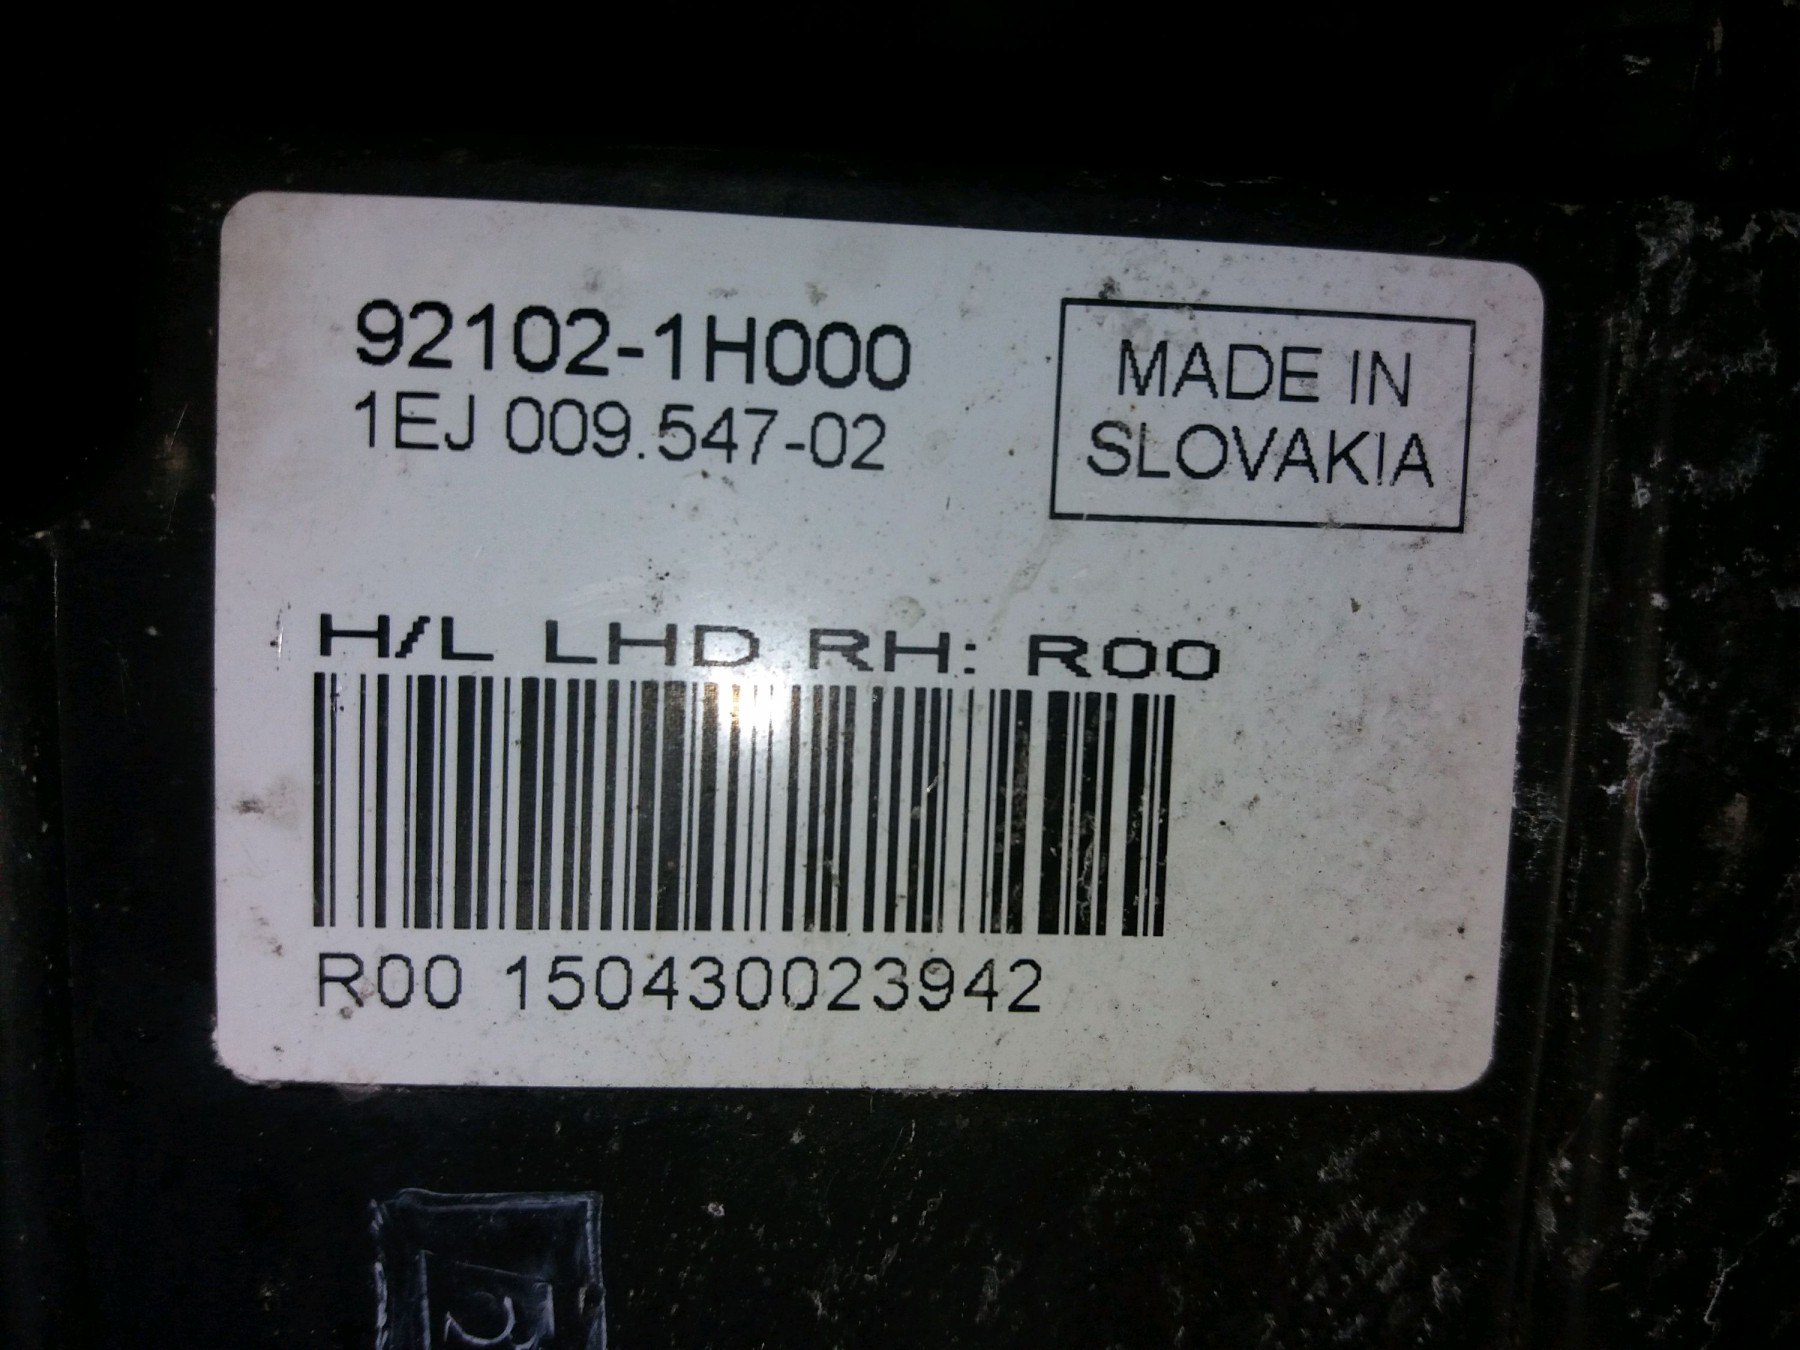 92102-1H000
1EJ 009.547-02
MADE IN
SLOVAKIA
H/L LHD RH: R00
R00 150430023942